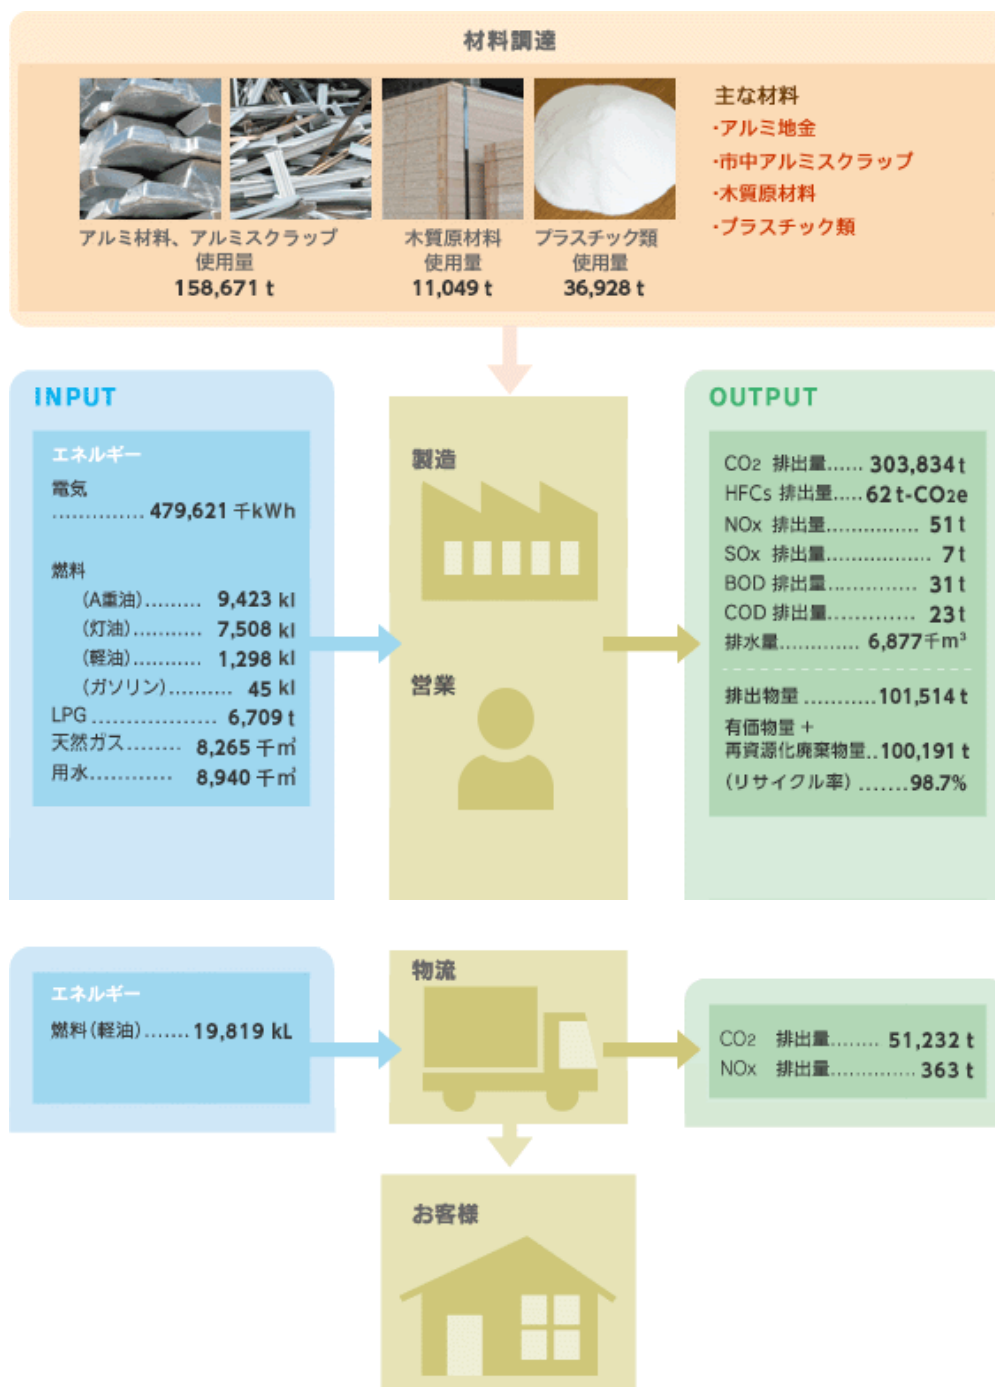 材料調達
アルミ材料、アルミスクラップ
使用量
158,671 t
木質原材料
使用量
11,049 t
プラスチック類
使用量
36,928 t
主な材料
・アルミ地金
・市中アルミスクラップ
・木質原材料
・プラスチック類
INPUT
エネルギー
電気
.............. 479,621 千kWh
燃料
(A重油)......... 9,423 kl
(灯油)........... 7,508 kl
(軽油)........... 1,298 kl
(ガソリン).......... 45 kl
LPG ................... 6,709 t
天然ガス........ 8,265 千㎥
用水............ 8,940 千㎥
製造
営業
OUTPUT
CO2 排出量...... 303,834 t
HFCs 排出量..... 62 t-CO2e
NOx 排出量............... 51 t
SOx 排出量................. 7 t
BOD 排出量.............. 31 t
COD 排出量.............. 23 t
排水量............. 6,877千m³
排出物量 ........... 101,514 t
有価物量 +
再資源化廃棄物量..100,191 t
(リサイクル率) .......98.7%
エネルギー
燃料(軽油)....... 19,819 kL
物流
CO2 排出量........ 51,232 t
NOx 排出量.............. 363 t
お客様